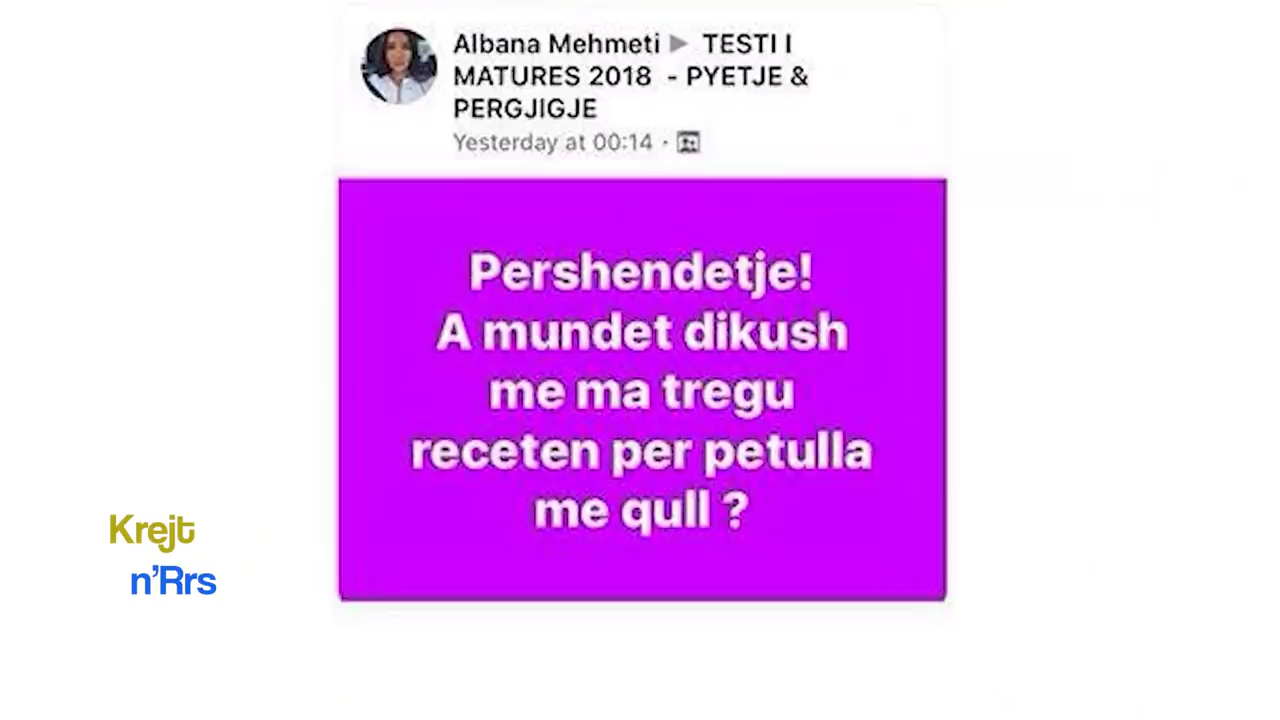 Albana Mehmeti ▶ TESTI I
MATURES 2018 - PYETJE &
PERGJIGJE
Yesterday at 00:14 ·
Pershendetje!
A mundet dikush
me ma tregu
receten per petulla
me qull ?
Krejt
n'Rrs